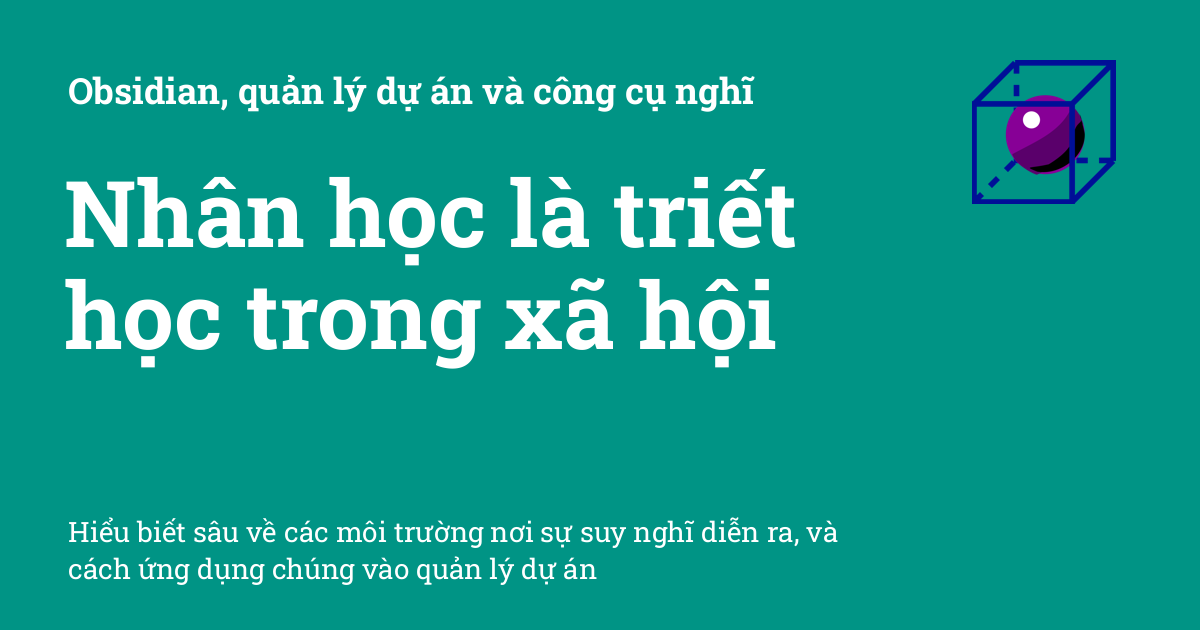 Obsidian, quản lý dự án và công cụ nghĩ
Nhân học là triết
học trong xã hội
Hiểu biết sâu về các môi trường nơi sự suy nghĩ diễn ra, và
cách ứng dụng chúng vào quản lý dự án